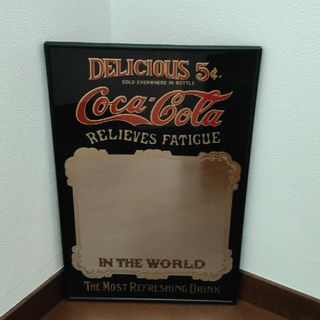 DELICIOUS 5¢.
SOLD EVERYWHERE IN BOTTLE
Coca-Cola
RELIEVES FATIGUE
IN THE WORLD
THE MOST REFRESHING DRINK